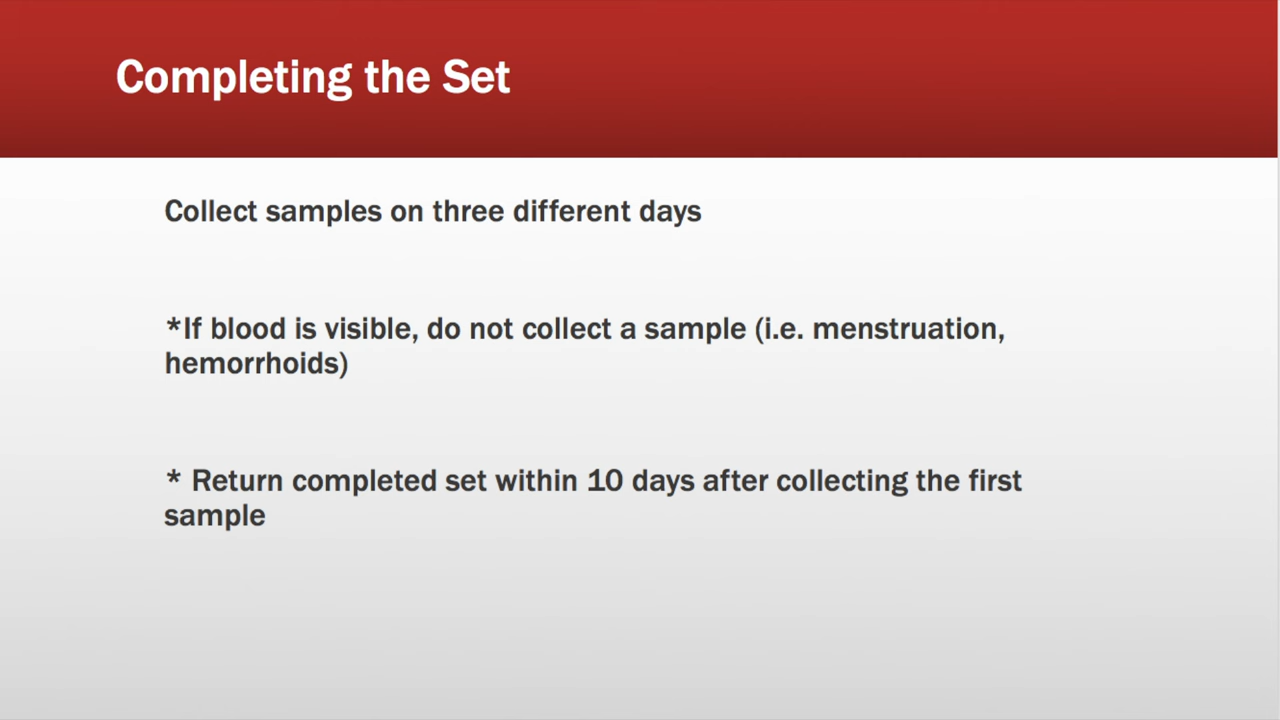 Completing the Set
Collect samples on three different days
*If blood is visible, do not collect a sample (i.e. menstruation,
hemorrhoids)
* Return completed set within 10 days after collecting the first
sample